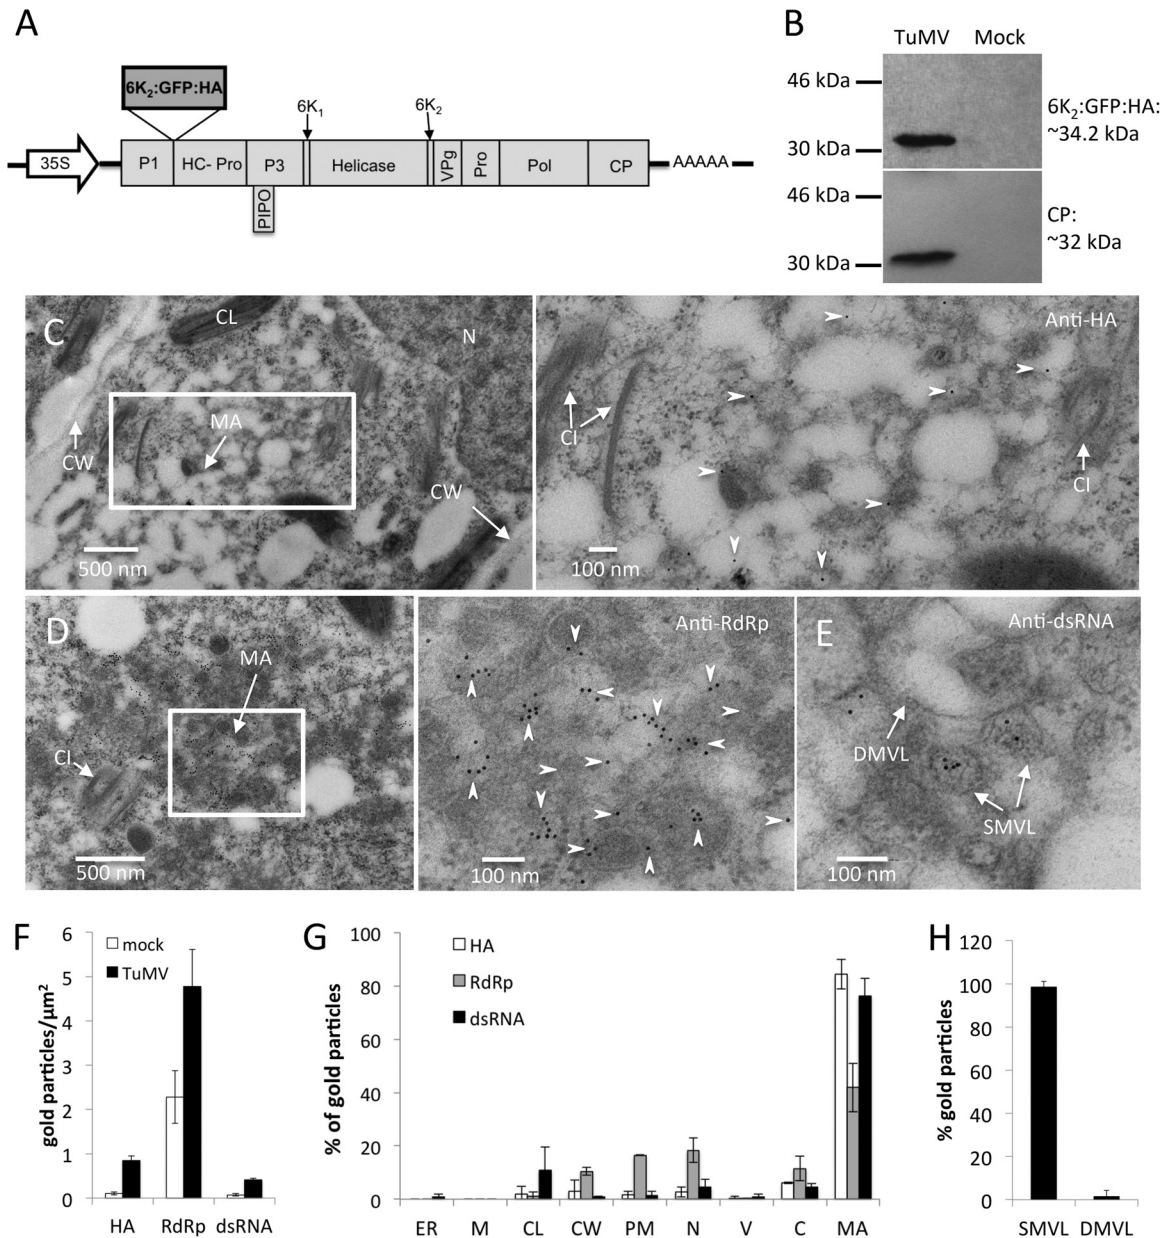 A
6K2:GFP:HA
6K1
6K2
35S
P1
HC- Pro
P3
Helicase
VPg
Pro
Pol
CP
AAAAA
PIPO
B
TuMV
Mock
46 kDa
30 kDa
6K2:GFP:HA:
~34.2 kDa
46 kDa
30 kDa
CP:
~32 kDa
C
CL
N
MA
CW
CW
500 nm
Anti-HA
CI
CI
100 nm
D
MA
CI
500 nm
Anti-RdRp
100 nm
E
Anti-dsRNA
DMVL
SMVL
100 nm
F
gold particles/µm2
6
5
4
3
2
1
0
mock
TuMV
HA
RdRp
dsRNA
G
% of gold particles
100
80
60
40
20
0
HA
RdRp
dsRNA
ER
M
CL
CW
PM
N
V
C
MA
H
% gold particles
120
100
80
60
40
20
0
SMVL
DMVL